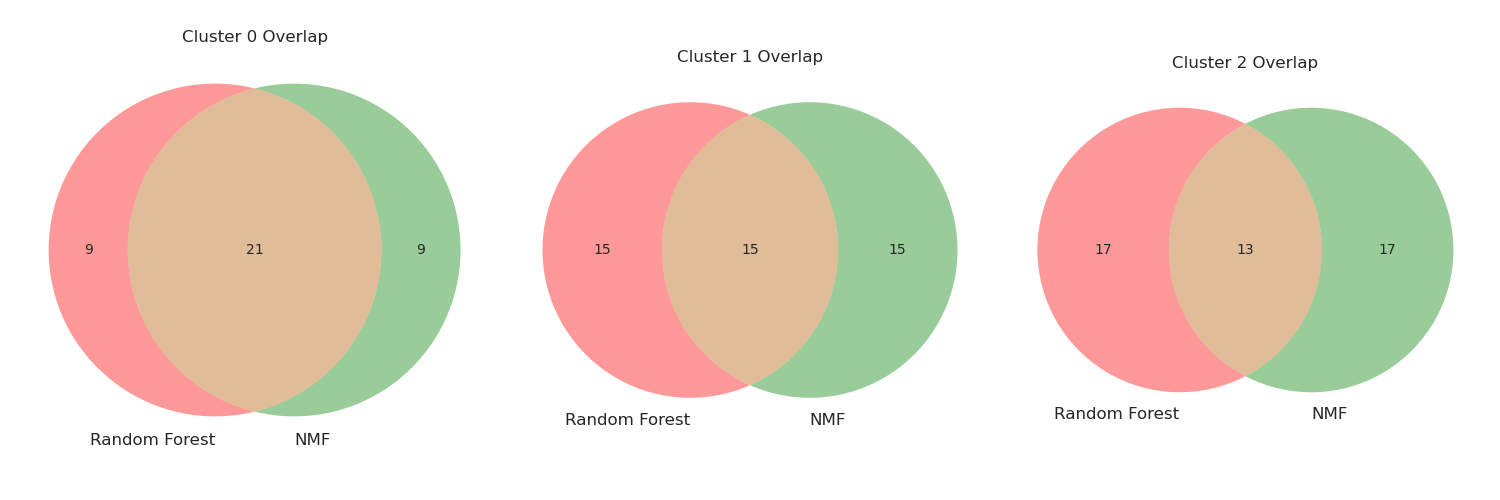 Cluster 0 Overlap
9
21
9
Random Forest
NMF
Cluster 1 Overlap
15
15
15
Random Forest
NMF
Cluster 2 Overlap
17
13
17
Random Forest
NMF